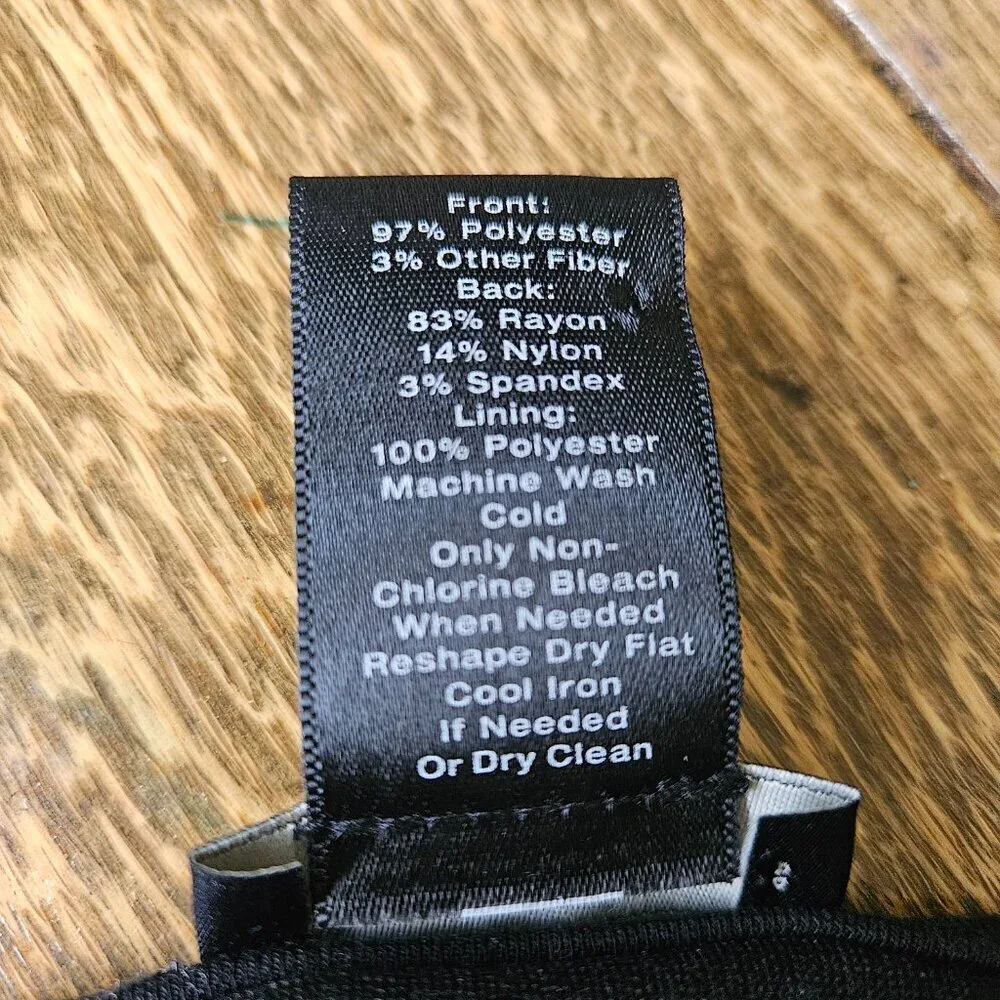 Front:
97% Polyester
3% Other Fiber
Back:
83% Rayon
14% Nylon
3% Spandex
Lining:
100% Polyester
Machine Wash
Cold
Only Non-
Chlorine Bleach
When Needed
Reshape Dry Flat
Cool Iron
If Needed
Or Dry Clean